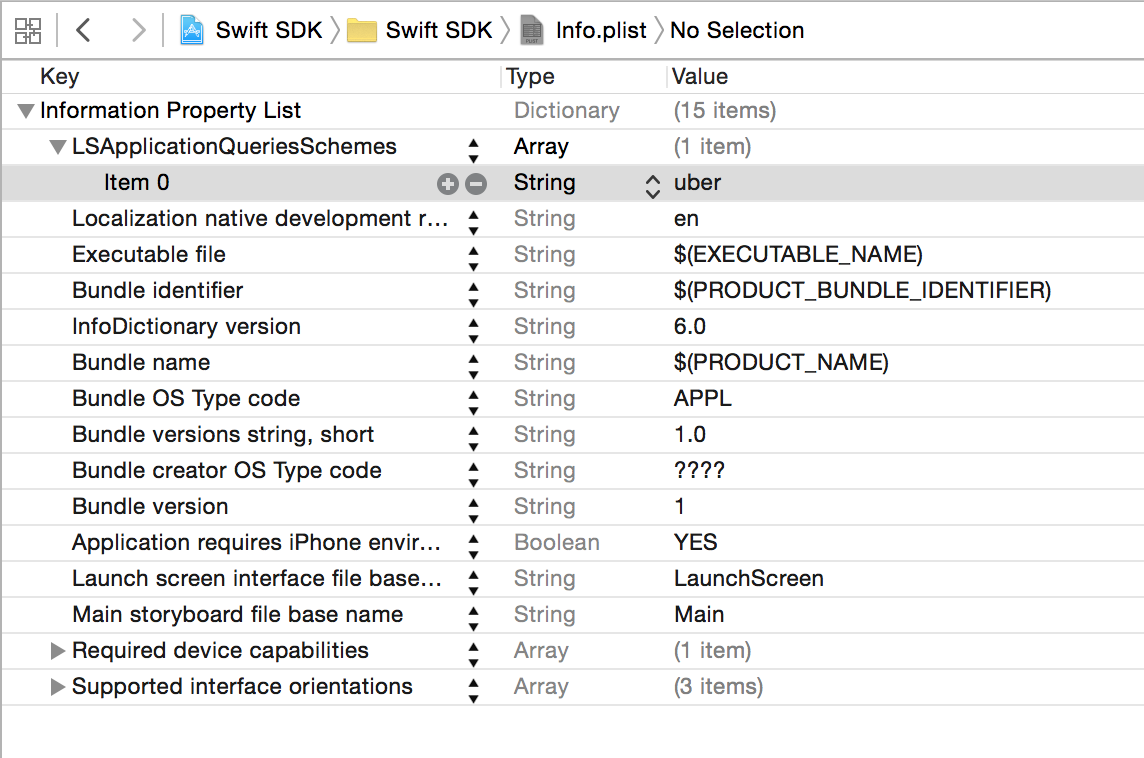 Swift SDK Swift SDK Info.plist No Selection
Key Type Value
Information Property List Dictionary (15 items)
LSApplicationQueriesSchemes Array (1 item)
Item 0 String uber
Localization native development r... String en
Executable file String $(EXECUTABLE_NAME)
Bundle identifier String $(PRODUCT_BUNDLE_IDENTIFIER)
InfoDictionary version String 6.0
Bundle name String $(PRODUCT_NAME)
Bundle OS Type code String APPL
Bundle versions string, short String 1.0
Bundle creator OS Type code String ????
Bundle version String 1
Application requires iPhone envir... Boolean YES
Launch screen interface file base... String LaunchScreen
Main storyboard file base name String Main
Required device capabilities Array (1 item)
Supported interface orientations Array (3 items)